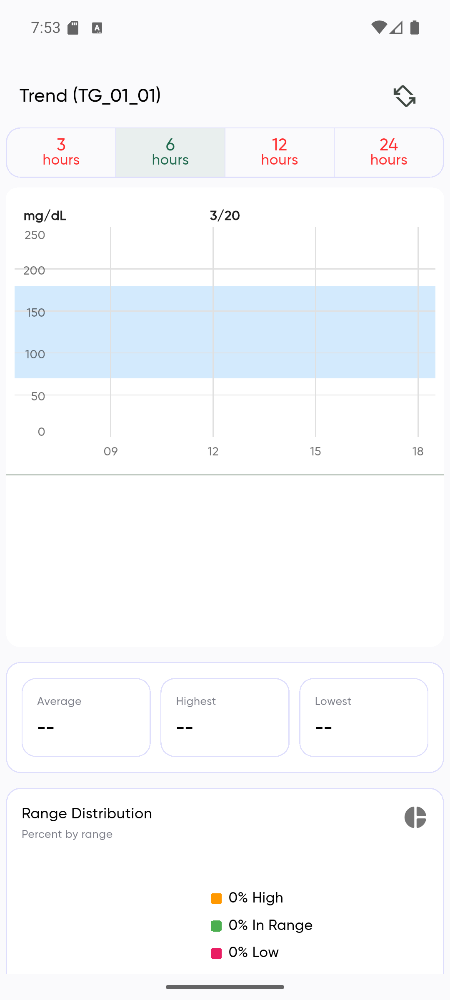 7:53
Trend (TG_01_01)
3 hours
6 hours
12 hours
24 hours
mg/dL
3/20
250
200
150
100
50
0
09 12 15 18
Average
--
Highest
--
Lowest
--
Range Distribution
Percent by range
0% High
0% In Range
0% Low